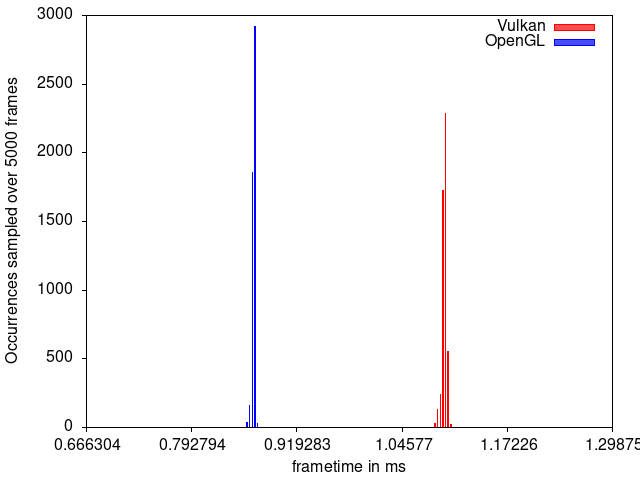 3000
Vulkan
OpenGL
2500
2000
1500
1000
500
0
Occurrences sampled over 5000 frames
0.666304 0.792794 0.919283 1.04577 1.17226 1.29875
frametime in ms